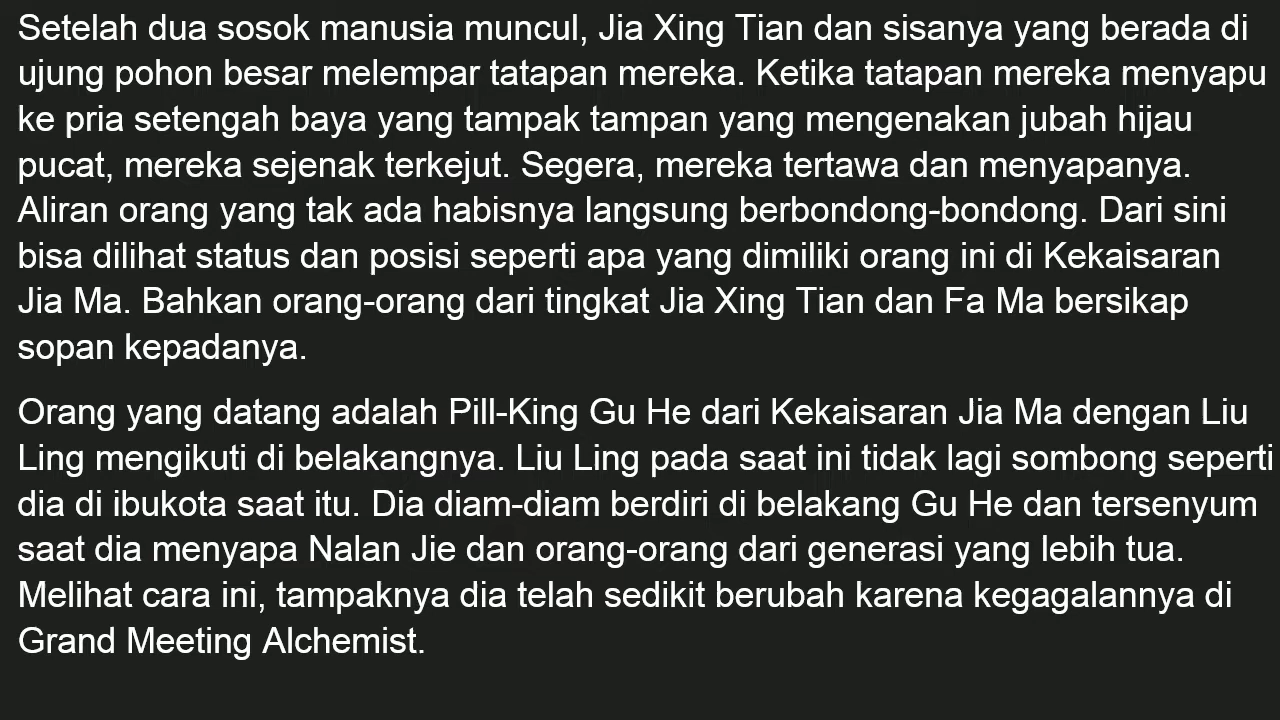 Setelah dua sosok manusia muncul, Jia Xing Tian dan sisanya yang berada di
ujung pohon besar melempar tatapan mereka. Ketika tatapan mereka menyapu
ke pria setengah baya yang tampak tampan yang mengenakan jubah hijau
pucat, mereka sejenak terkejut. Segera, mereka tertawa dan menyapanya.
Aliran orang yang tak ada habisnya langsung berbondong-bondong. Dari sini
bisa dilihat status dan posisi seperti apa yang dimiliki orang ini di Kekaisaran
Jia Ma. Bahkan orang-orang dari tingkat Jia Xing Tian dan Fa Ma bersikap
sopan kepadanya.
Orang yang datang adalah Pill-King Gu He dari Kekaisaran Jia Ma dengan Liu
Ling mengikuti di belakangnya. Liu Ling pada saat ini tidak lagi sombong seperti
dia di ibukota saat itu. Dia diam-diam berdiri di belakang Gu He dan tersenyum
saat dia menyapa Nalan Jie dan orang-orang dari generasi yang lebih tua.
Melihat cara ini, tampaknya dia telah sedikit berubah karena kegagalannya di
Grand Meeting Alchemist.